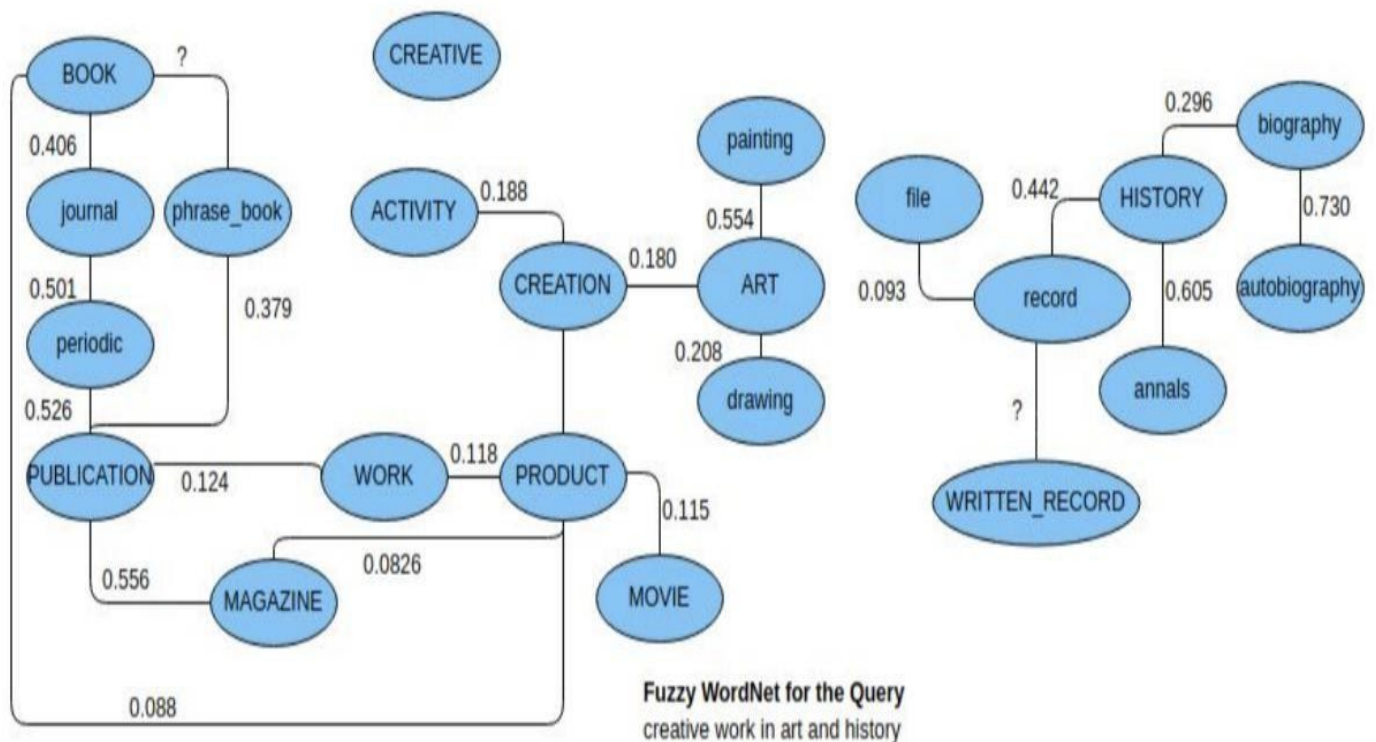 CREATIVE
?
BOOK
0.406
journal
phrase_book
0.501
periodic
0.379
0.526
PUBLICATION
0.124
WORK
0.118
PRODUCT
0.556
MAGAZINE
0.0826
0.088
ACTIVITY
0.188
CREATION
0.180
ART
painting
0.554
0.208
drawing
0.115
MOVIE
file
0.093
record
0.442
HISTORY
0.296
biography
0.730
autobiography
0.605
annals
?
WRITTEN_RECORD
Fuzzy WordNet for the Query
creative work in art and history